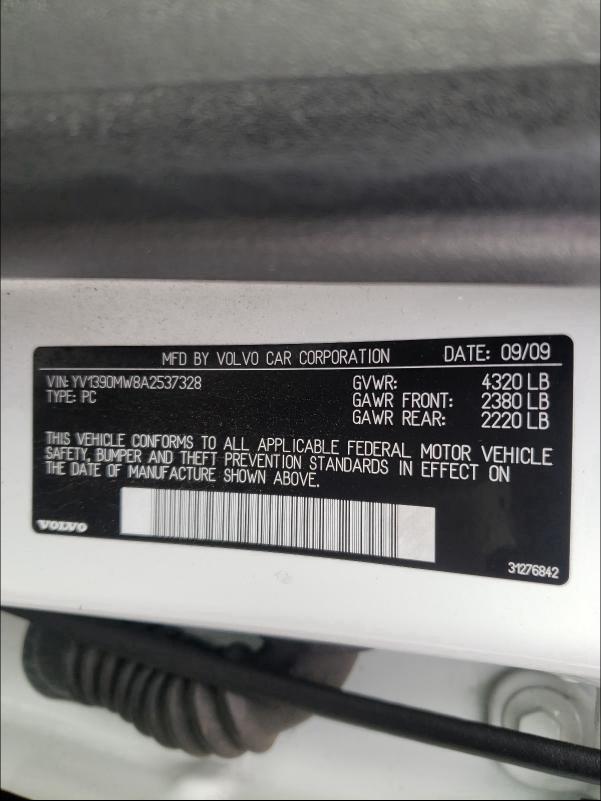 MFD BY VOLVO CAR CORPORATION DATE: 09/09
VIN: YV1390MW8A2537328 GVWR: 4320 LB
TYPE: PC GAWR FRONT: 2380 LB
GAWR REAR: 2220 LB
THIS VEHICLE CONFORMS TO ALL APPLICABLE FEDERAL MOTOR VEHICLE
SAFETY, BUMPER AND THEFT PREVENTION STANDARDS IN EFFECT ON
THE DATE OF MANUFACTURE SHOWN ABOVE.
VOLVO
31276842